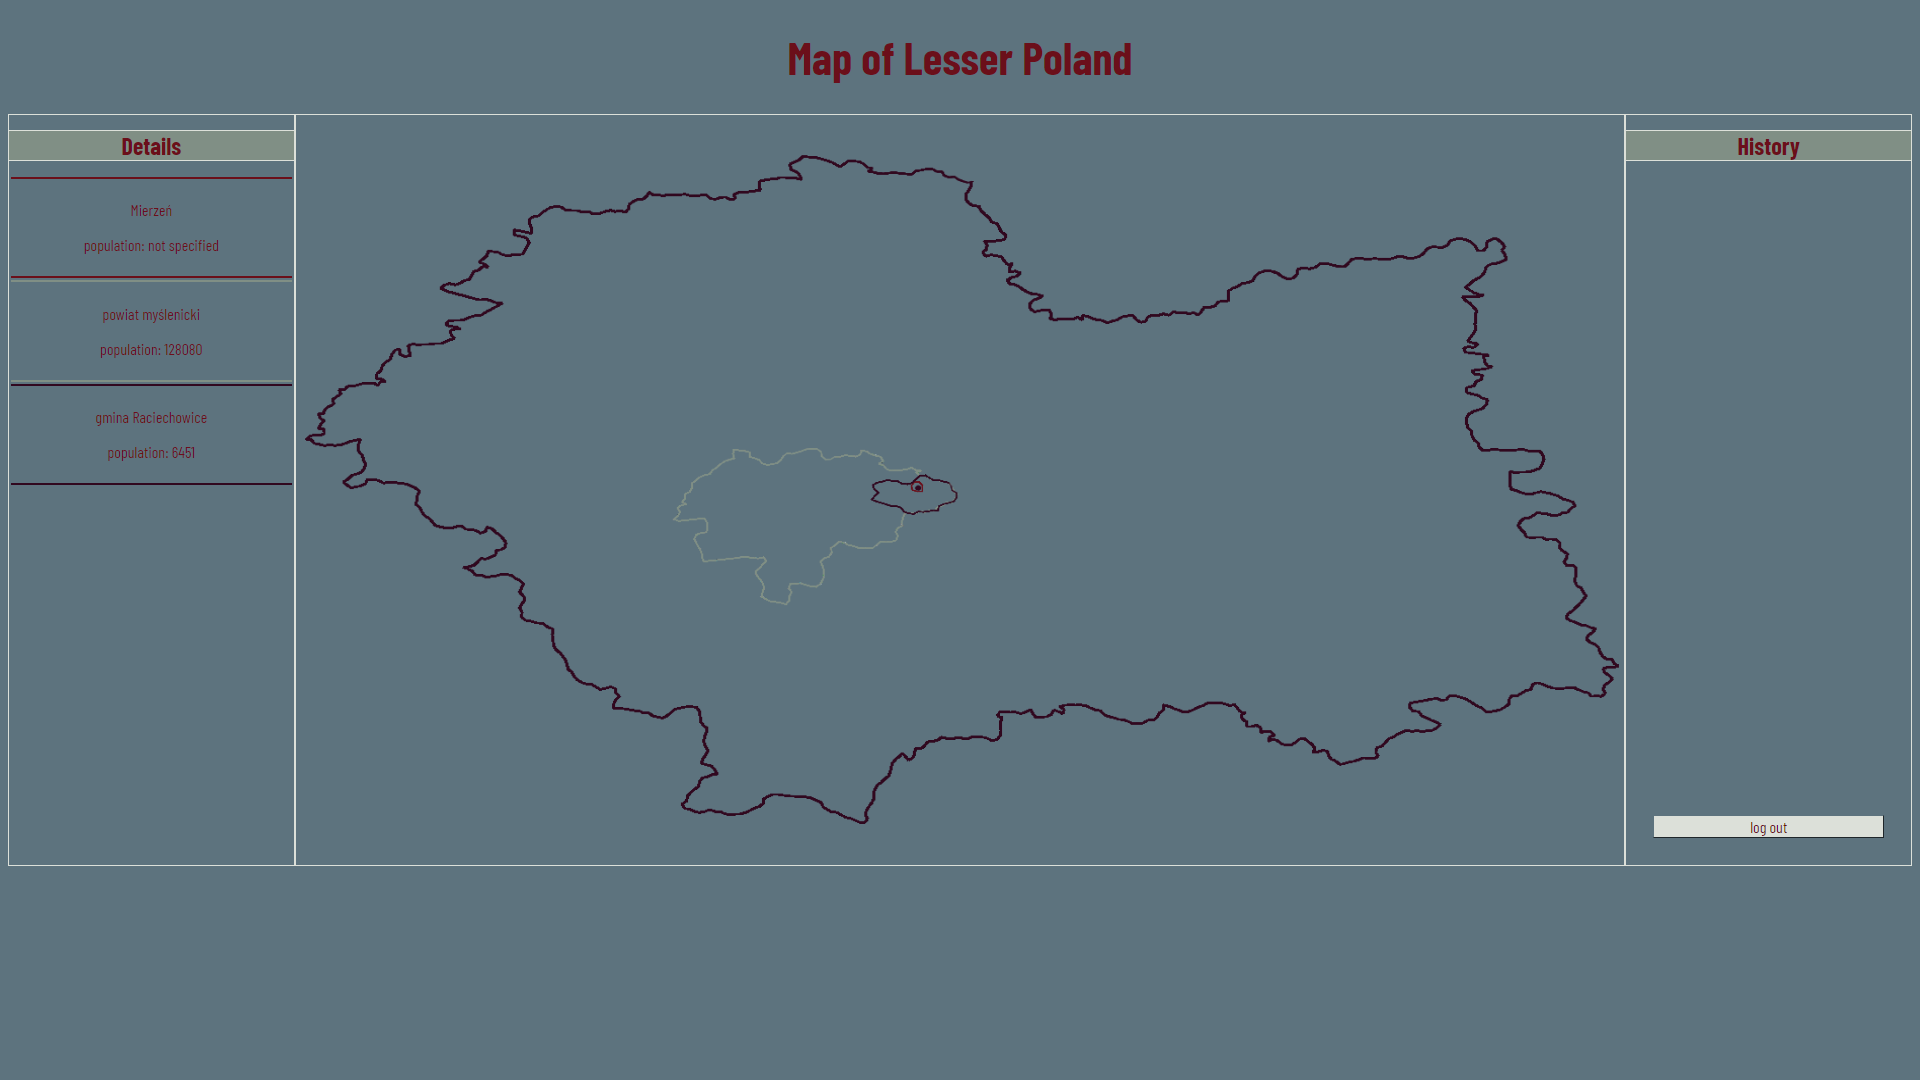 Map of Lesser Poland
Details
Mierzeń
population: not specified
powiat myślenicki
population: 128080
gmina Raciechowice
population: 6451
History
log out